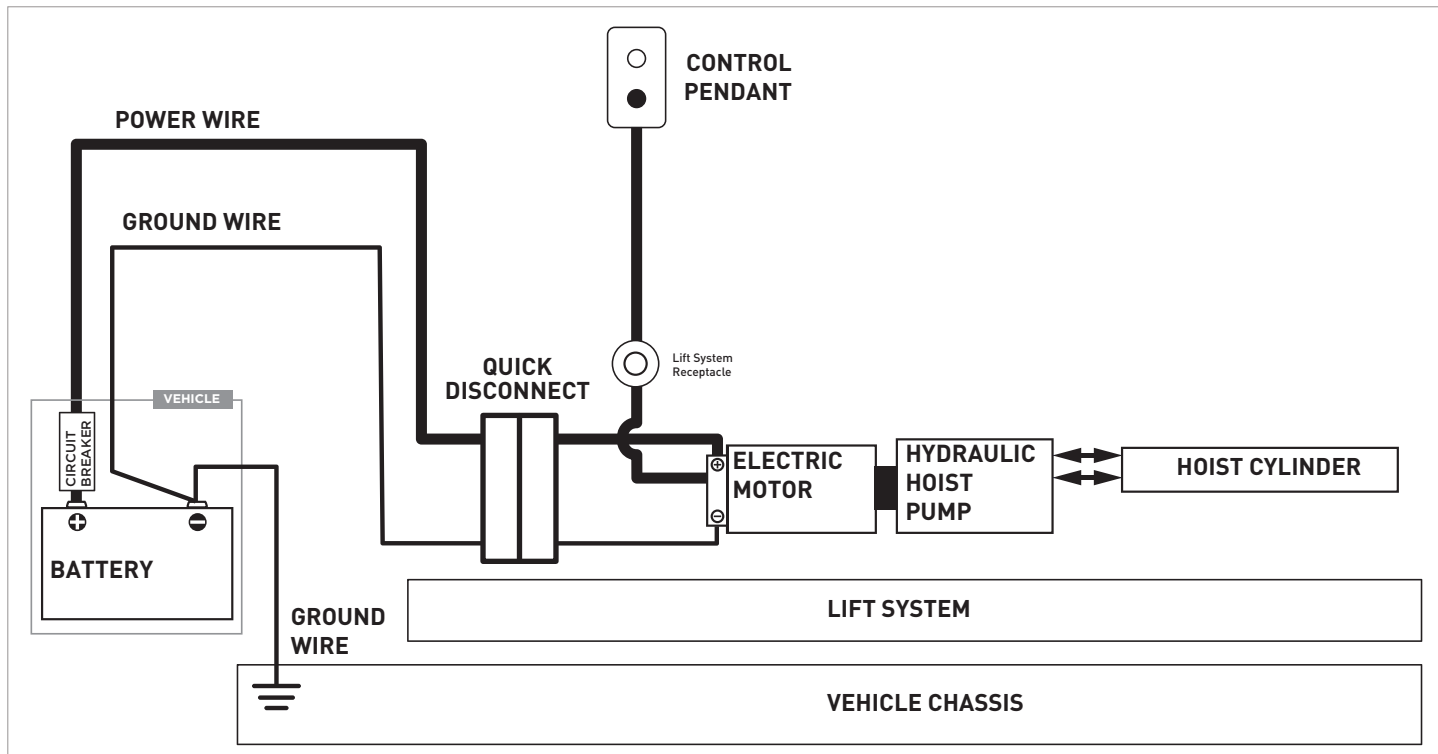 CONTROL
PENDANT
POWER WIRE
GROUND WIRE
QUICK
DISCONNECT
Lift System
Receptacle
VEHICLE
CIRCUIT
BREAKER
ELECTRIC
MOTOR
HYDRAULIC
HOIST
PUMP
HOIST CYLINDER
BATTERY
GROUND
WIRE
LIFT SYSTEM
VEHICLE CHASSIS